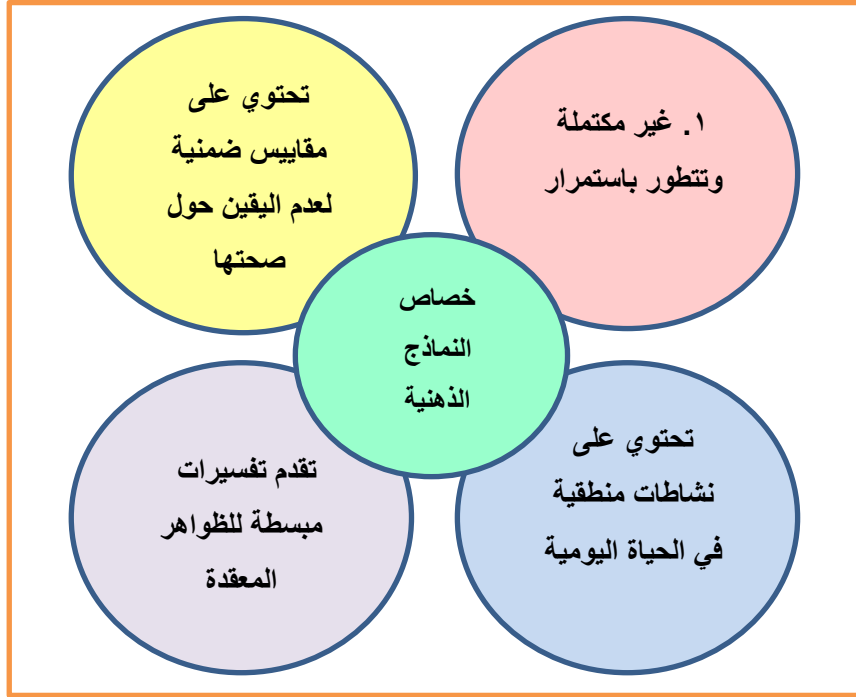 ١. غير مكتملة
وتتطور باستمرار
تحتوي على
مقاييس ضمنية
لعدم اليقين حول
صحتها
خصاص
النماذج
الذهنية
تحتوي على
نشاطات منطقية
في الحياة اليومية
تقدم تفسيرات
مبسطة للظواهر
المعقدة